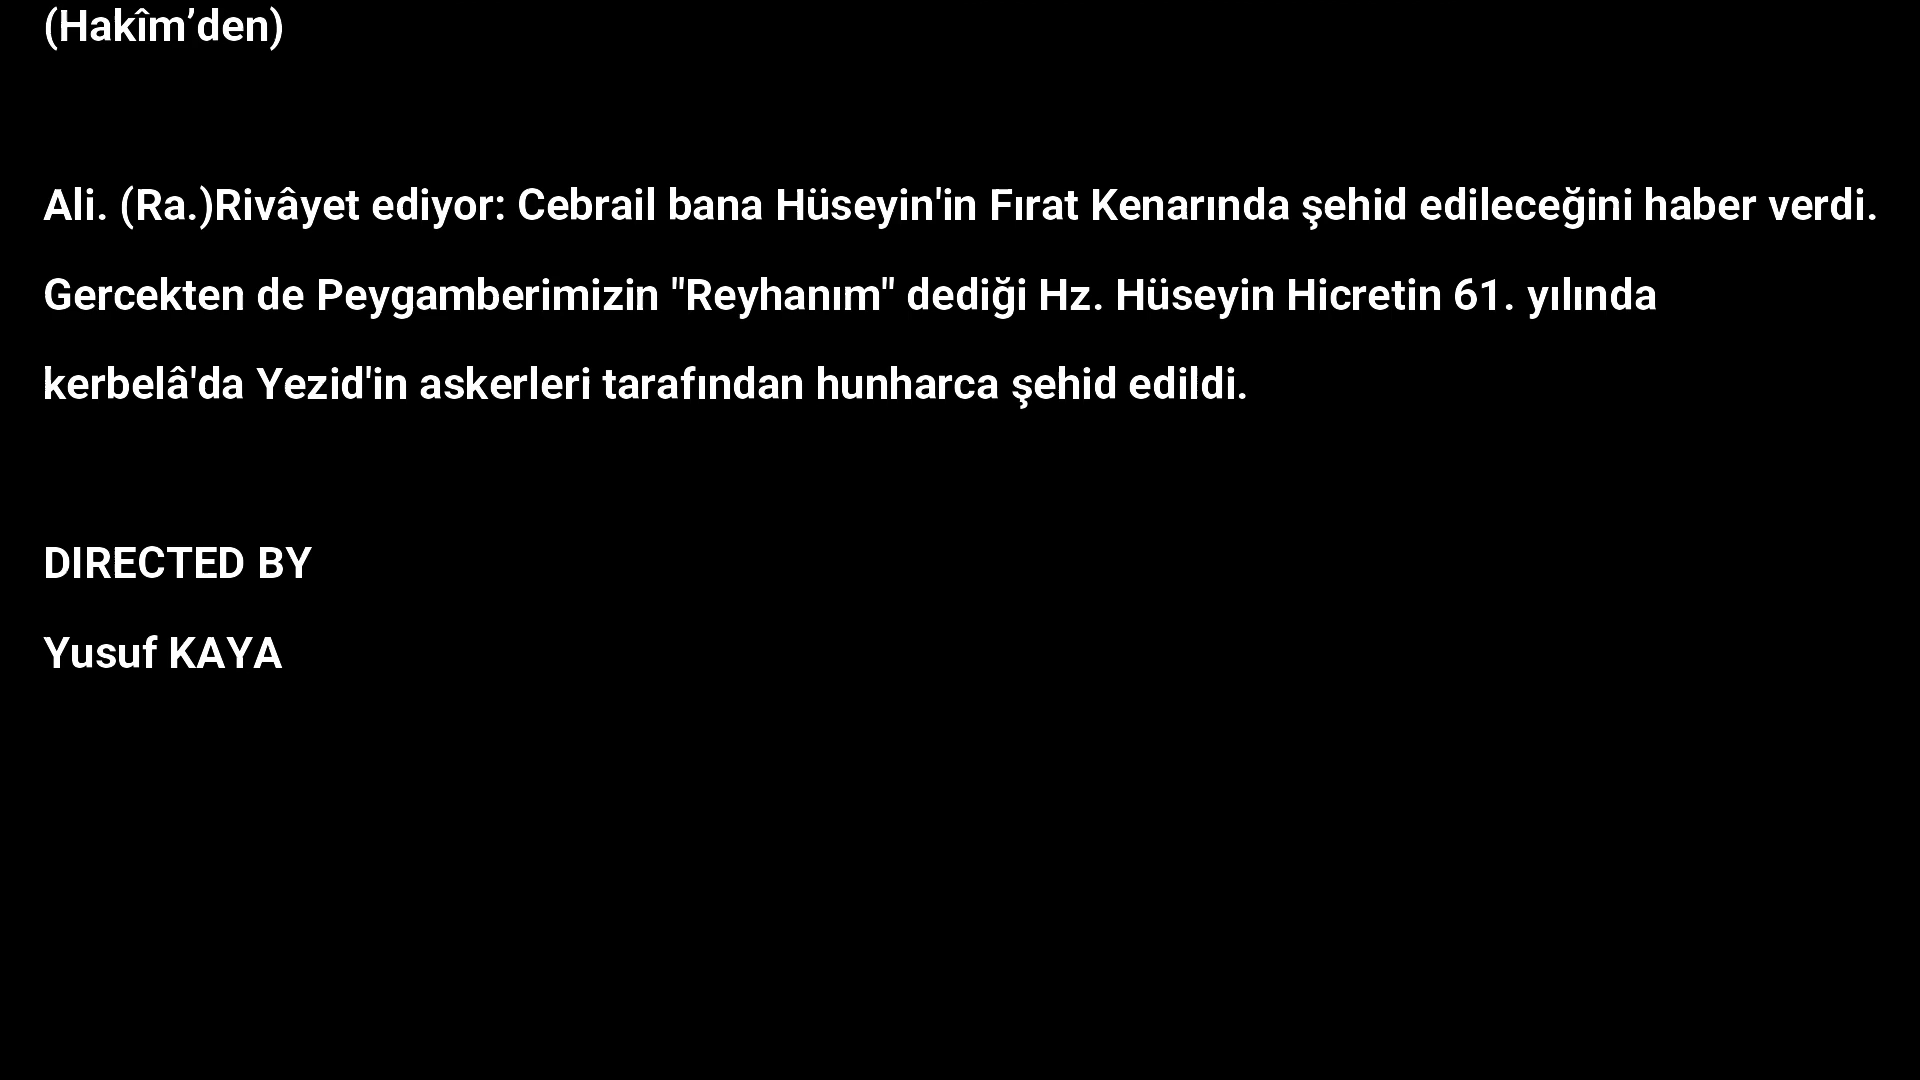 (Hakîm’den)
Ali. (Ra.)Rivâyet ediyor: Cebrail bana Hüseyin'in Fırat Kenarında şehid edileceğini haber verdi.
Gercekten de Peygamberimizin "Reyhanım" dediği Hz. Hüseyin Hicretin 61. yılında
kerbelâ'da Yezid'in askerleri tarafından hunharca şehid edildi.
DIRECTED BY
Yusuf KAYA